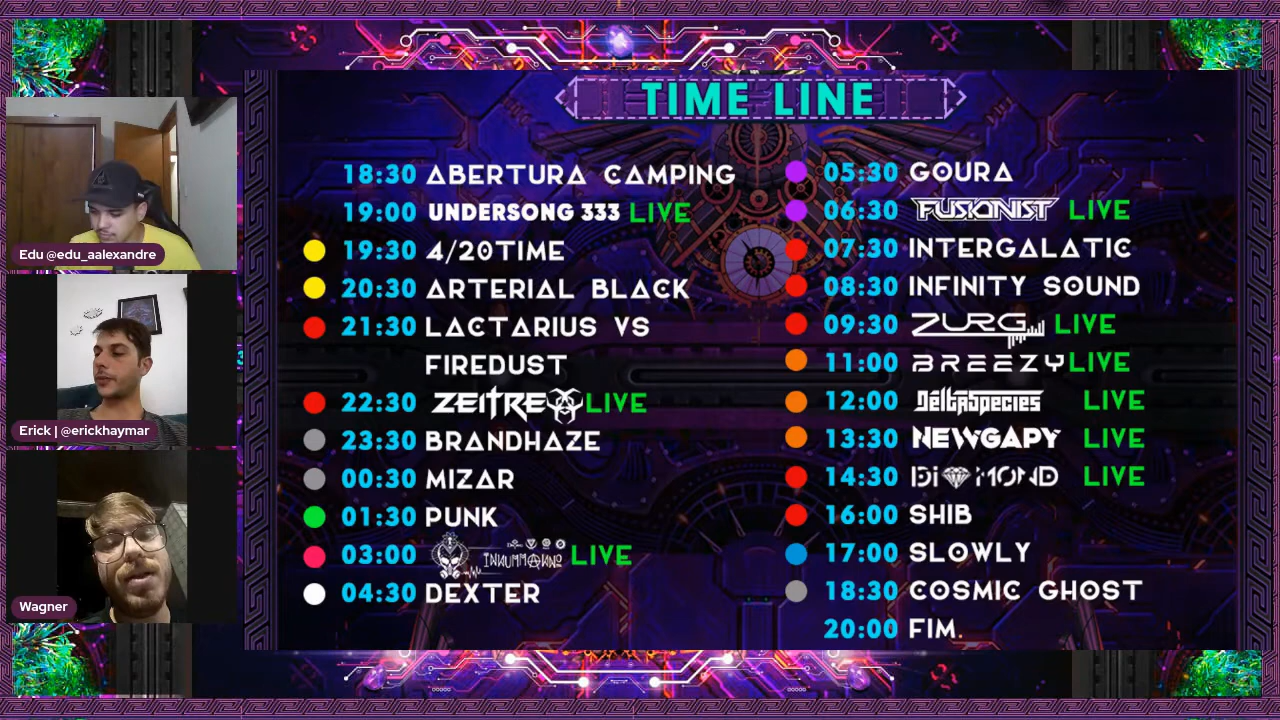 TIME LINE
18:30 ABERTURA CAMPING
19:00 UNDERSONG 333 LIVE
19:30 4/20TIME
20:30 ARTERIAL BLACK
21:30 LACTARIUS VS
FIREDUST
22:30 ZEITREO LIVE
23:30 BRANDHAZE
00:30 MIZAR
01:30 PUNK
03:00 LIVE
04:30 DEXTER
05:30 GOURA
06:30 FUSIONIST LIVE
07:30 INTERGALATIC
08:30 INFINITY SOUND
09:30 ZURG LIVE
11:00 BREEZY LIVE
12:00 DELTASPECIES LIVE
13:30 NEWGAPY LIVE
14:30 DIAMOND LIVE
16:00 SHIB
17:00 SLOWLY
18:30 COSMIC GHOST
20:00 FIM.
Edu @edu_aalexandre
Erick | @erickhaymar
Wagner